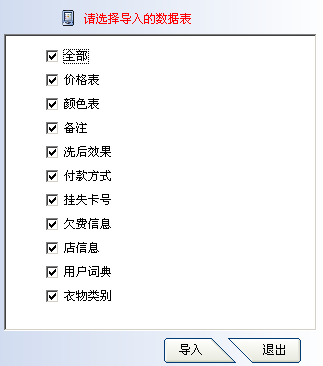 请选择导入的数据表
全部
价格表
颜色表
备注
洗后效果
付款方式
挂失卡号
欠费信息
店信息
用户词典
衣物类别
导入 退出